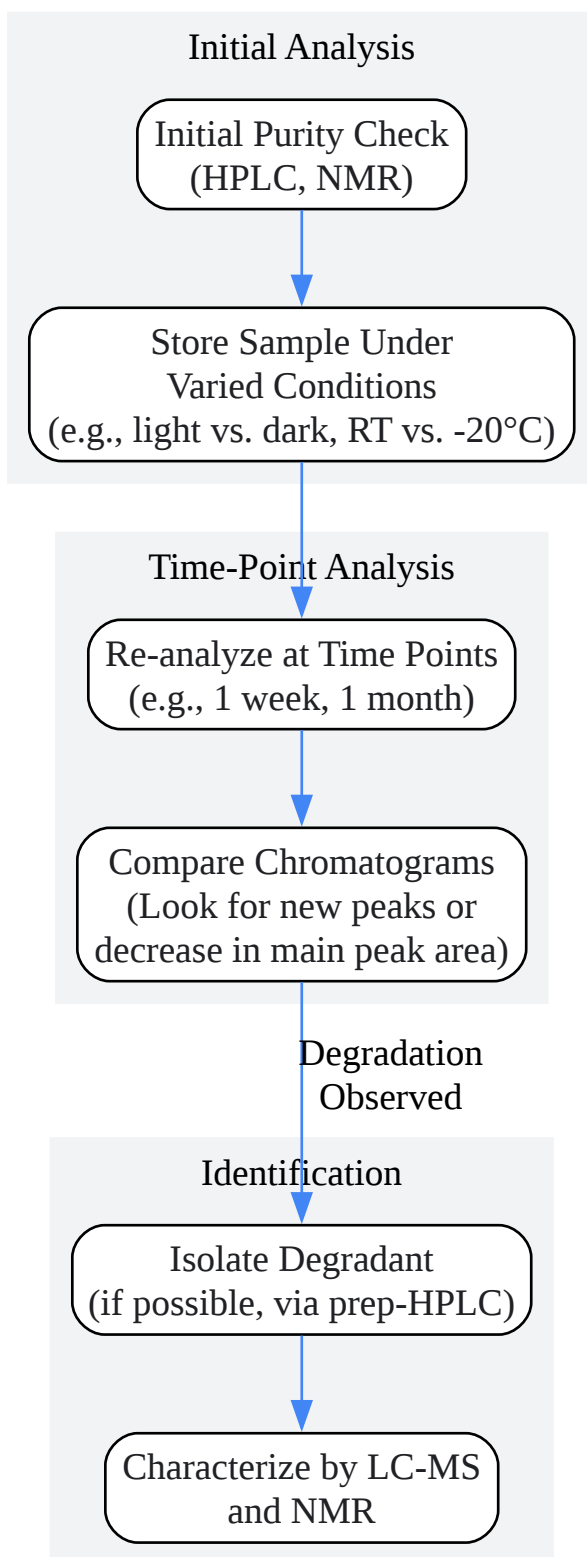 Initial Analysis
Initial Purity Check
(HPLC, NMR)
Store Sample Under
Varied Conditions
(e.g., light vs. dark, RT vs. -20°C)
Time-Point Analysis
Re-analyze at Time Points
(e.g., 1 week, 1 month)
Compare Chromatograms
(Look for new peaks or
decrease in main peak area)
Degradation
Observed
Identification
Isolate Degradant
(if possible, via prep-HPLC)
Characterize by LC-MS
and NMR